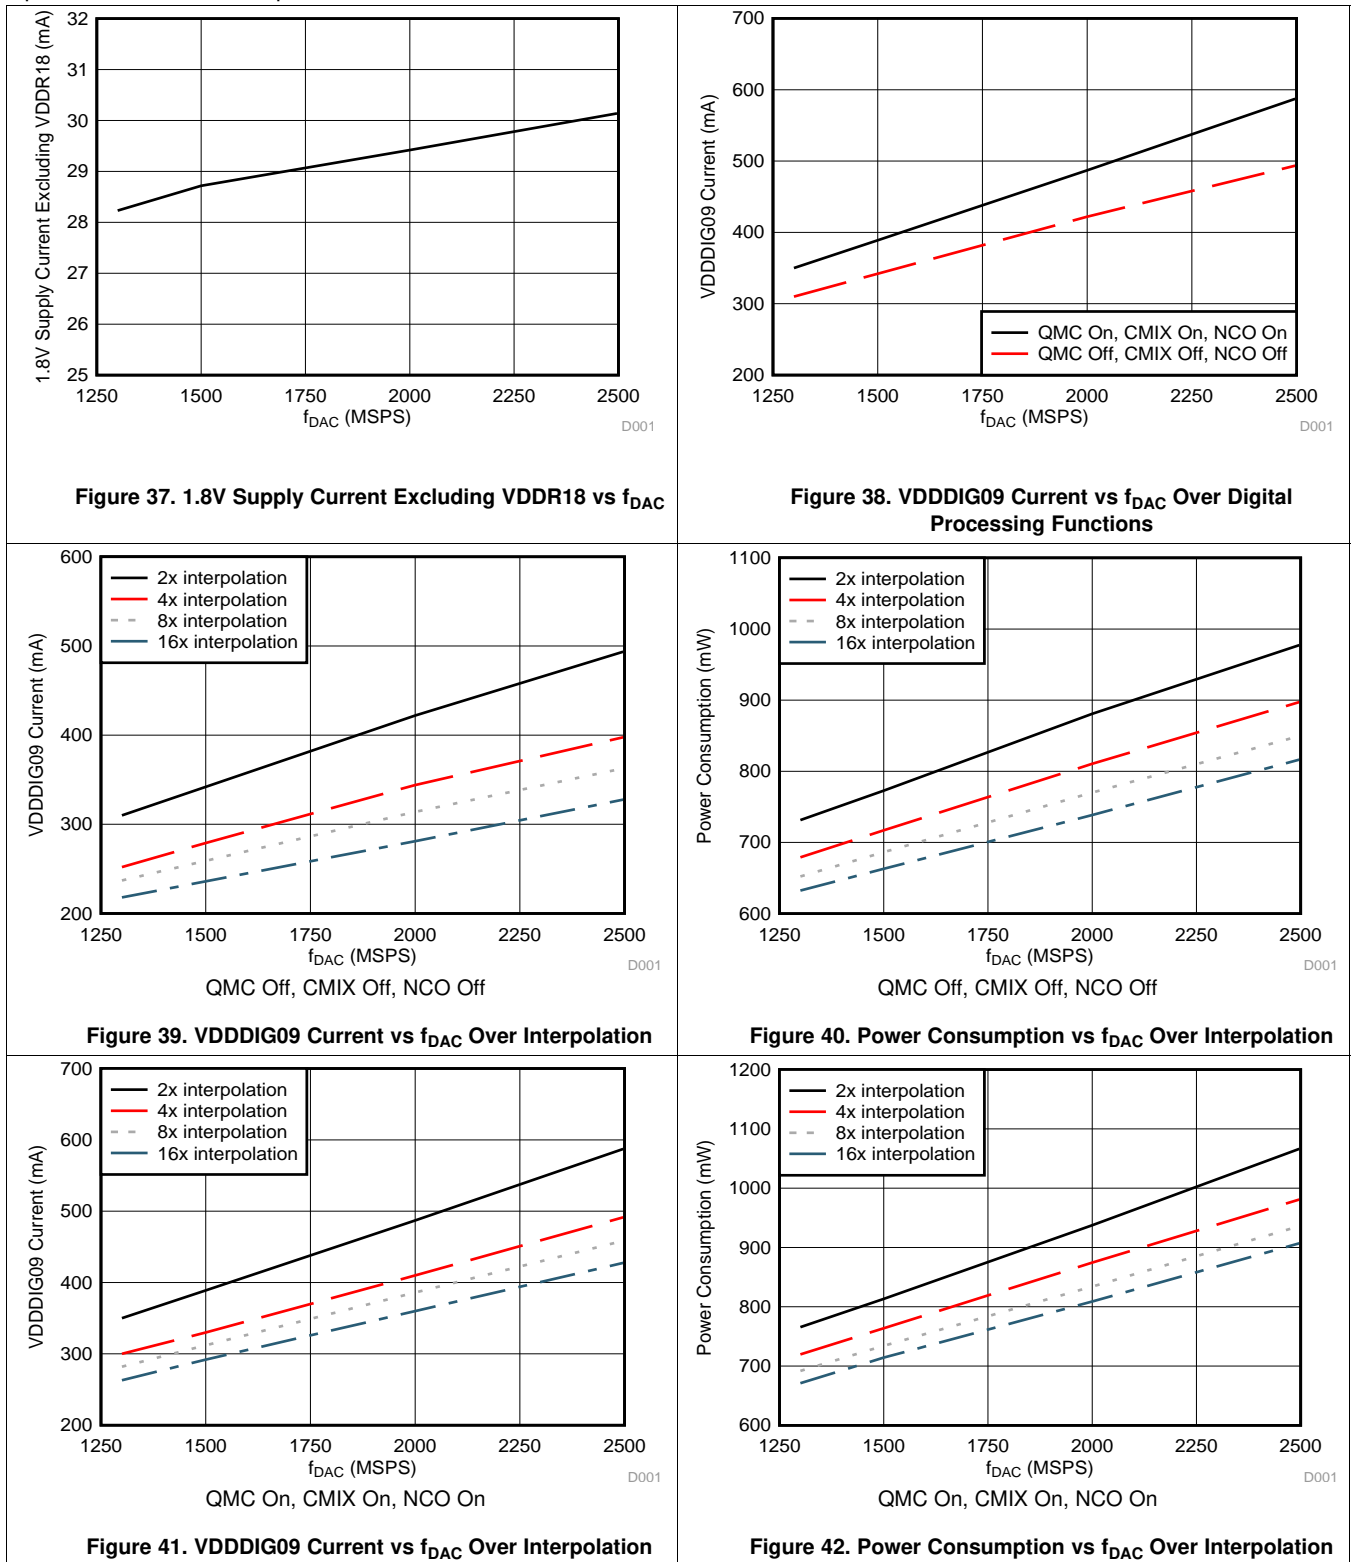 32
31
30
29
28
27
26
25
1250 1500 1750 2000 2250 2500
1.8V Supply Current Excluding VDDR18 (mA)
fDAC (MSPS)
D001
Figure 37. 1.8V Supply Current Excluding VDDR18 vs fDAC
700
600
500
400
300
200
1250 1500 1750 2000 2250 2500
VDDDIG09 Current (mA)
QMC On, CMIX On, NCO On
QMC Off, CMIX Off, NCO Off
fDAC (MSPS)
D001
Figure 38. VDDDIG09 Current vs fDAC Over Digital
Processing Functions
600
500
400
300
200
1250 1500 1750 2000 2250 2500
VDDDIG09 Current (mA)
2x interpolation
4x interpolation
8x interpolation
16x interpolation
fDAC (MSPS)
D001
QMC Off, CMIX Off, NCO Off
Figure 39. VDDDIG09 Current vs fDAC Over Interpolation
1100
1000
900
800
700
600
1250 1500 1750 2000 2250 2500
Power Consumption (mW)
2x interpolation
4x interpolation
8x interpolation
16x interpolation
fDAC (MSPS)
D001
QMC Off, CMIX Off, NCO Off
Figure 40. Power Consumption vs fDAC Over Interpolation
700
600
500
400
300
200
1250 1500 1750 2000 2250 2500
VDDDIG09 Current (mA)
2x interpolation
4x interpolation
8x interpolation
16x interpolation
fDAC (MSPS)
D001
QMC On, CMIX On, NCO On
Figure 41. VDDDIG09 Current vs fDAC Over Interpolation
1200
1100
1000
900
800
700
600
1250 1500 1750 2000 2250 2500
Power Consumption (mW)
2x interpolation
4x interpolation
8x interpolation
16x interpolation
fDAC (MSPS)
D001
QMC On, CMIX On, NCO On
Figure 42. Power Consumption vs fDAC Over Interpolation